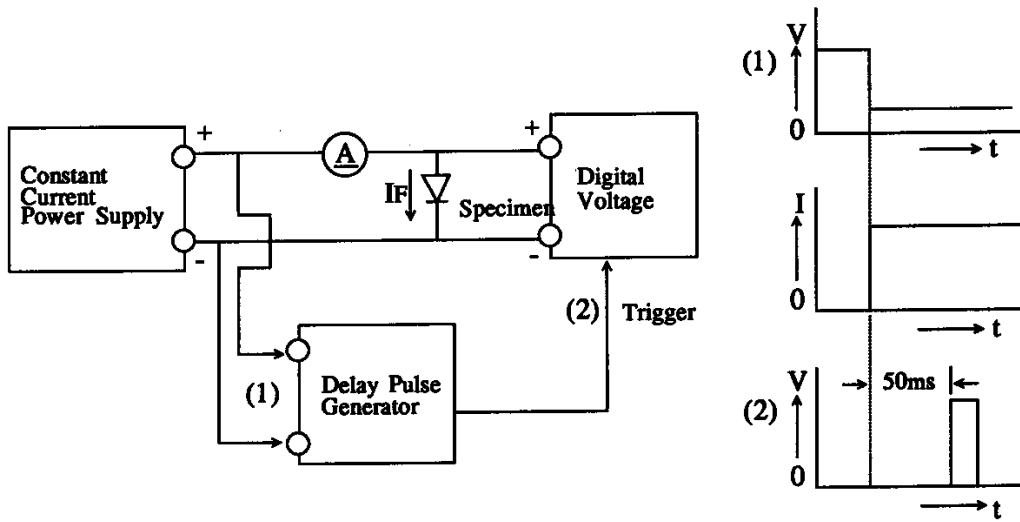 Constant
Current
Power Supply
+
-
A
IF
Specimen
+
-
Digital
Voltage
(2)
Trigger
(1)
Delay Pulse
Generator
(1)
V
0
t
I
0
t
(2)
V
50ms
0
t